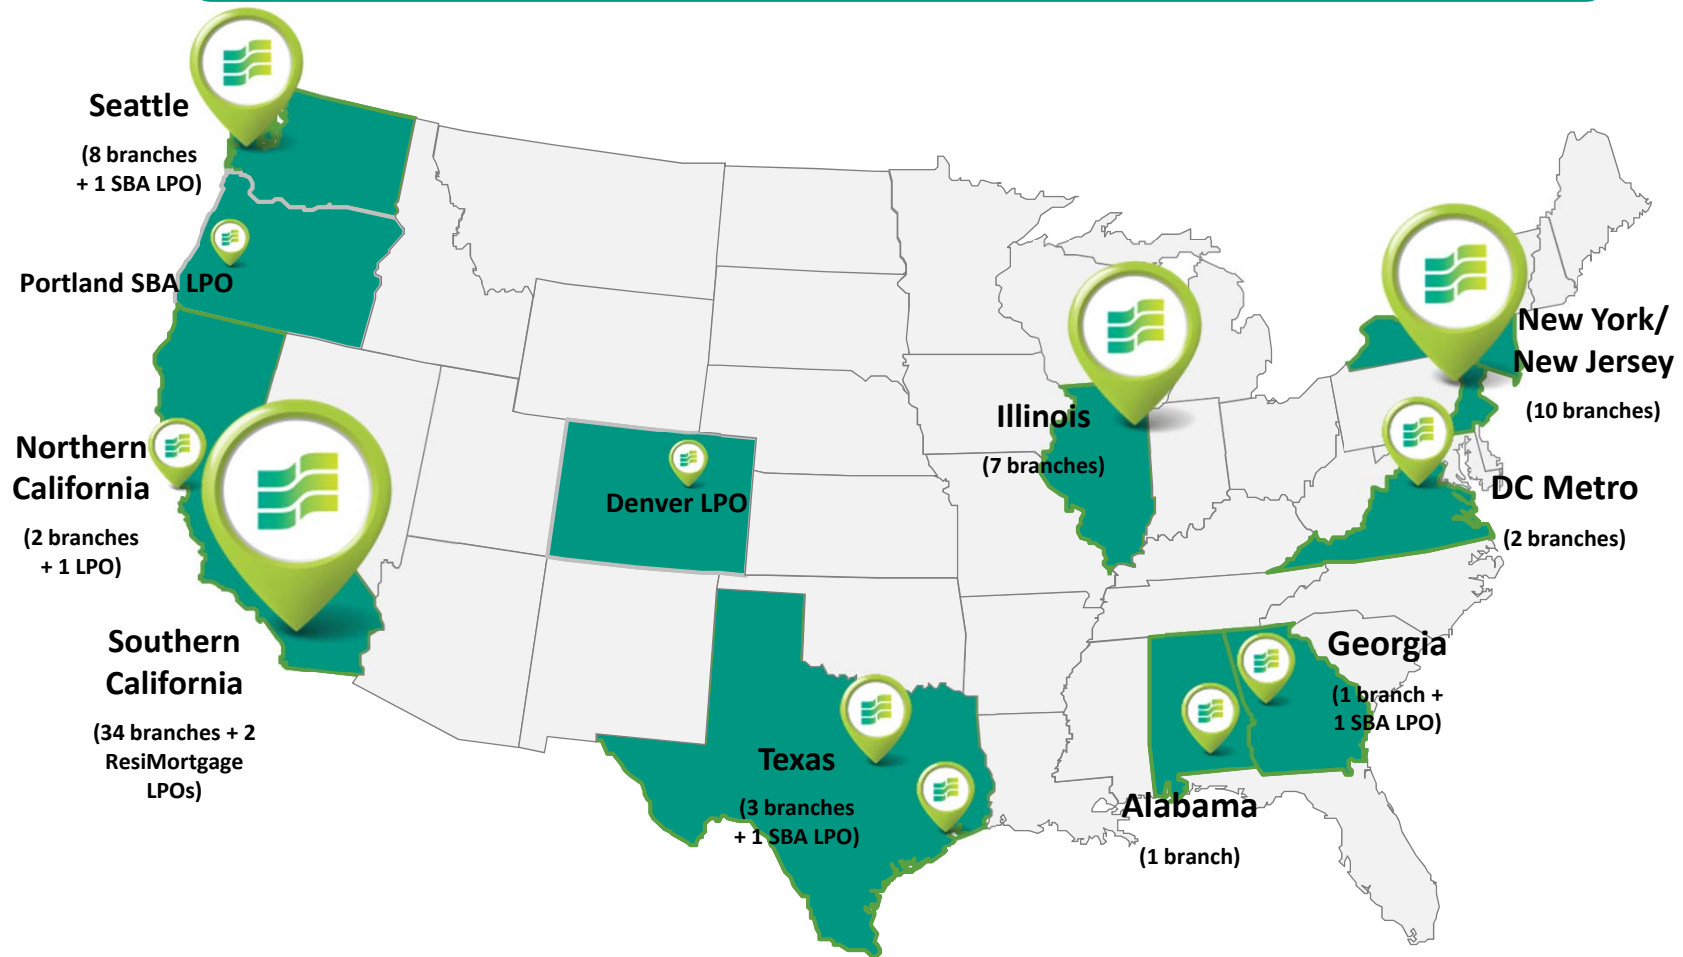 Seattle
(8 branches
+ 1 SBA LPO)
Portland SBA LPO
Northern
California
(2 branches
+ 1 LPO)
Southern
California
(34 branches + 2
ResiMortgage
LPOs)
Denver LPO
Texas
(3 branches
+ 1 SBA LPO)
Illinois
(7 branches)
New York/
New Jersey
(10 branches)
DC Metro
(2 branches)
Georgia
(1 branch +
1 SBA LPO)
Alabama
(1 branch)